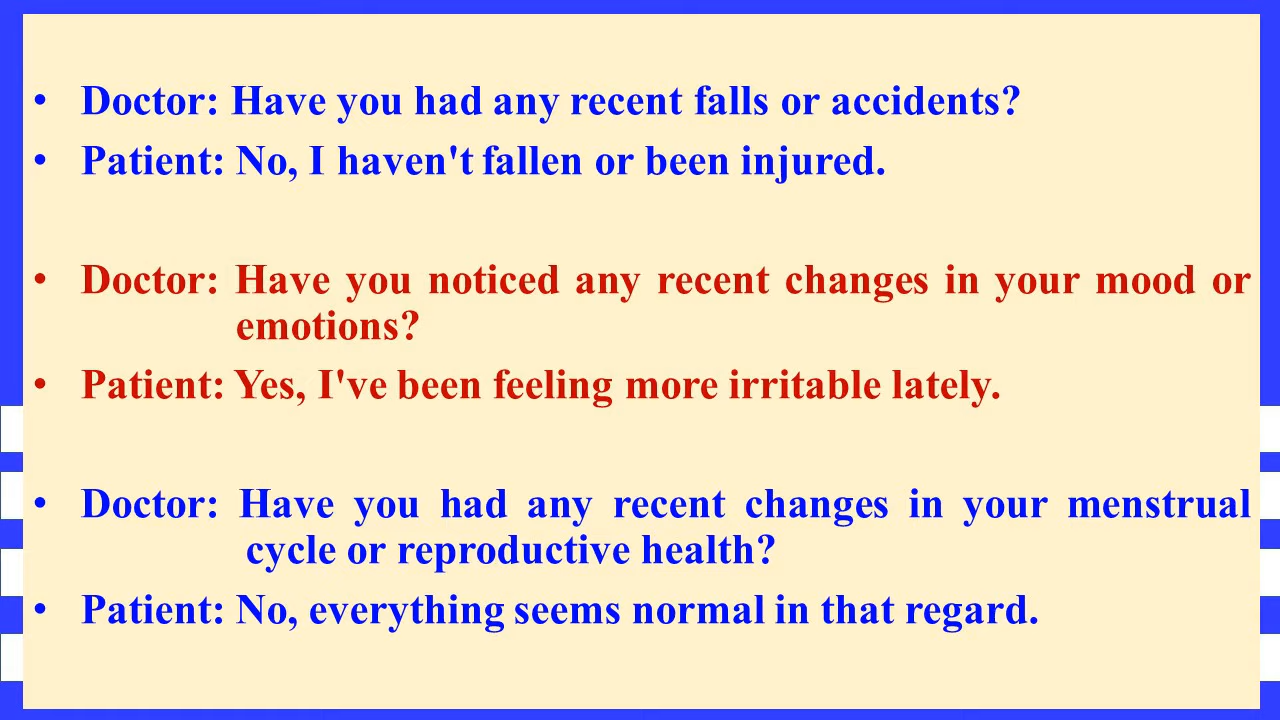 • Doctor: Have you had any recent falls or accidents?
• Patient: No, I haven't fallen or been injured.
• Doctor: Have you noticed any recent changes in your mood or
emotions?
• Patient: Yes, I've been feeling more irritable lately.
• Doctor: Have you had any recent changes in your menstrual
cycle or reproductive health?
• Patient: No, everything seems normal in that regard.